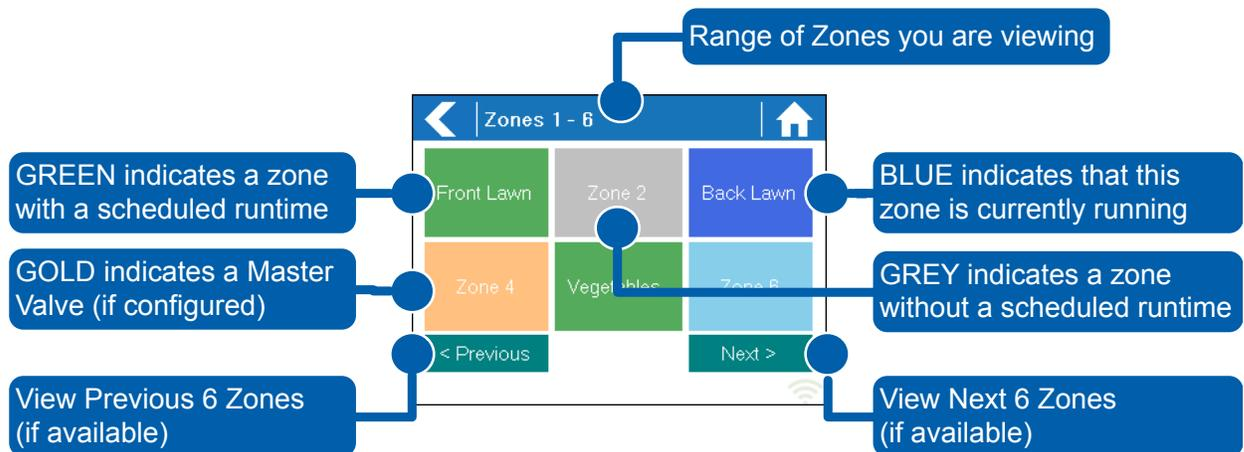 Range of Zones you are viewing
Zones 1 - 6
GREEN indicates a zone
with a scheduled runtime
Front Lawn
Zone 2
Back Lawn
BLUE indicates that this
zone is currently running
GOLD indicates a Master
Valve (if configured)
Zone 4
Vegetables
Zone 6
GREY indicates a zone
without a scheduled runtime
< Previous
Next >
View Previous 6 Zones
(if available)
View Next 6 Zones
(if available)